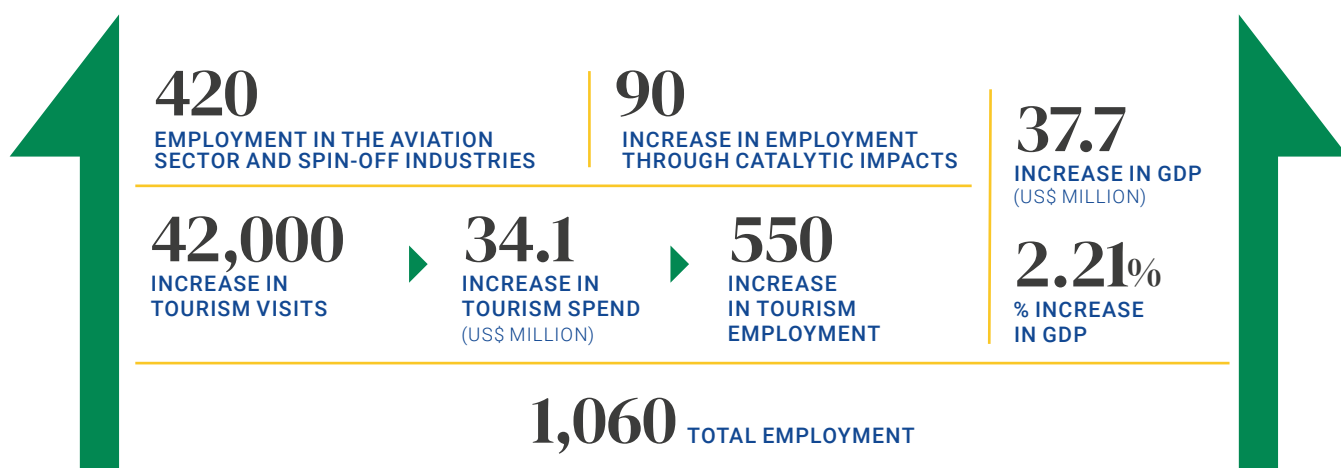 420
EMPLOYMENT IN THE AVIATION
SECTOR AND SPIN-OFF INDUSTRIES
90
INCREASE IN EMPLOYMENT
THROUGH CATALYTIC IMPACTS
42,000
INCREASE IN
TOURISM VISITS
34.1
INCREASE IN
TOURISM SPEND
(US$ MILLION)
550
INCREASE
IN TOURISM
EMPLOYMENT
37.7
INCREASE IN GDP
(US$ MILLION)
2.21%
% INCREASE
IN GDP
1,060 TOTAL EMPLOYMENT